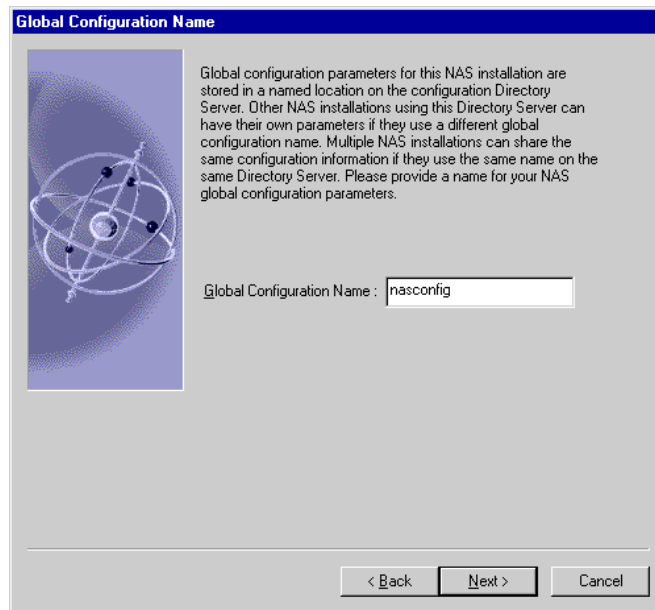 Global Configuration Name
Global configuration parameters for this NAS installation are
stored in a named location on the configuration Directory
Server. Other NAS installations using this Directory Server can
have their own parameters if they use a different global
configuration name. Multiple NAS installations can share the
same configuration information if they use the same name on the
same Directory Server. Please provide a name for your NAS
global configuration parameters.
Global Configuration Name : nasconfig
< Back Next > Cancel